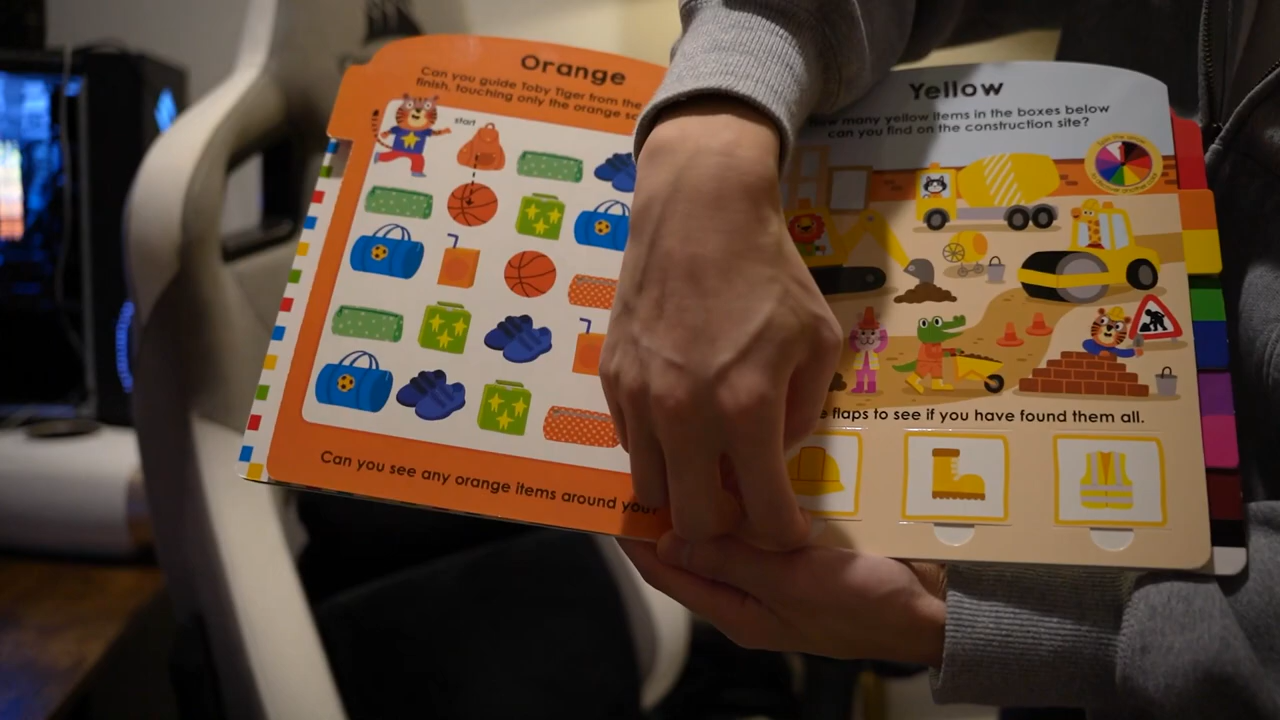 Orange
Can you guide Toby Tiger from the
finish, touching only the orange
start
Can you see any orange items around you?
Yellow
many yellow items in the boxes below
can you find on the construction site?
flaps to see if you have found them all.